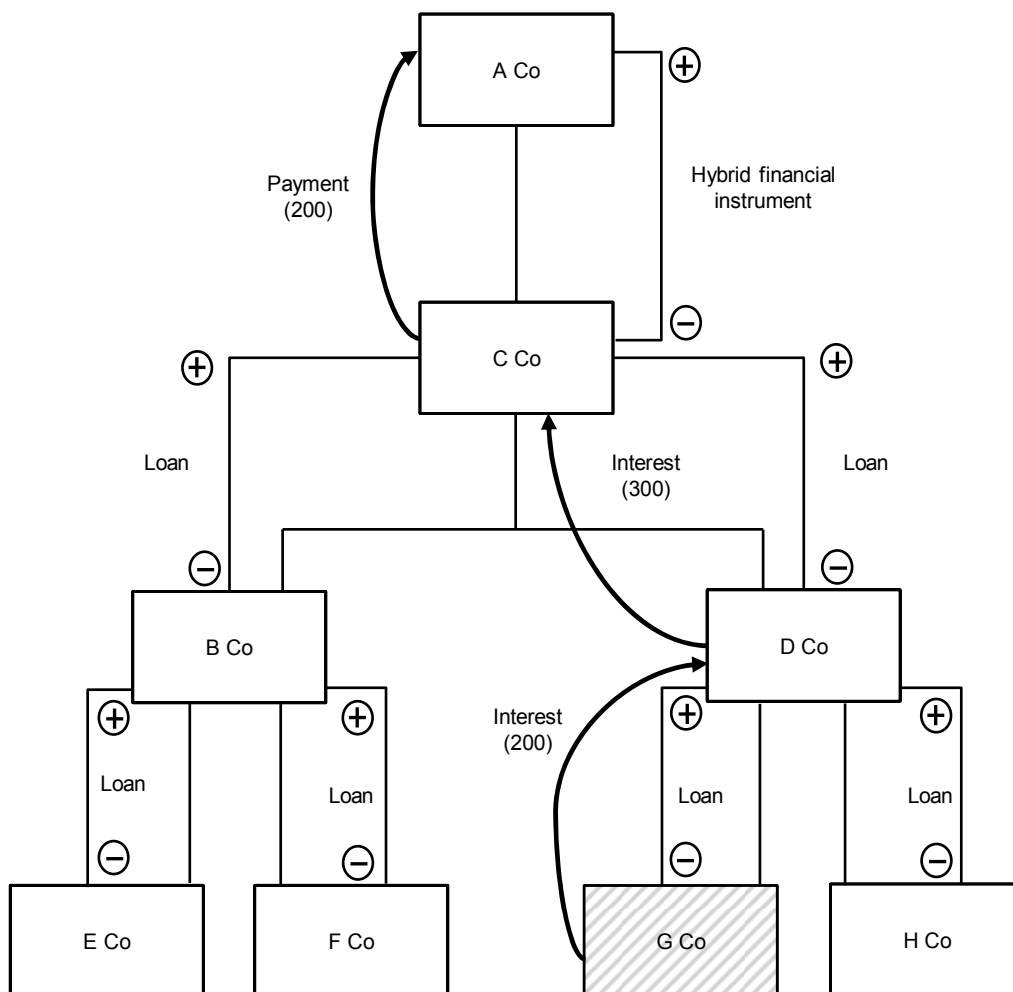 A Co
+
Payment
(200)
Hybrid financial
instrument
C Co
−
+
+
Loan
Interest
(300)
Loan
−
−
B Co
D Co
+
+
Interest
(200)
+
+
Loan
Loan
Loan
Loan
−
−
−
−
E Co
F Co
G Co
H Co